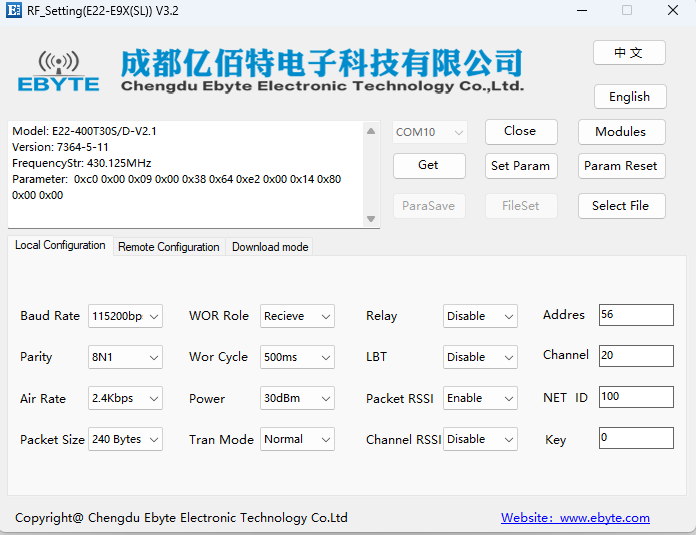 RF_Setting(E22-E9X(SL)) V3.2
EBYTE
成都亿佰特电子科技有限公司
Chengdu Ebyte Electronic Technology Co.,Ltd.
中 文
English
Model: E22-400T30S/D-V2.1
Version: 7364-5-11
FrequencyStr: 430.125MHz
Parameter: 0xc0 0x00 0x09 0x00 0x38 0x64 0xe2 0x00 0x14 0x80
0x00 0x00
COM10 Close Modules
Get Set Param Param Reset
ParaSave FileSet Select File
Local Configuration Remote Configuration Download mode
Baud Rate 115200bp WOR Role Recieve Relay Disable Addres 56
Parity 8N1 Wor Cycle 500ms LBT Disable Channel 20
Air Rate 2.4Kbps Power 30dBm Packet RSSI Enable NET ID 100
Packet Size 240 Bytes Tran Mode Normal Channel RSSI Disable Key 0
Copyright@ Chengdu Ebyte Electronic Technology Co.Ltd Website：www.ebyte.com